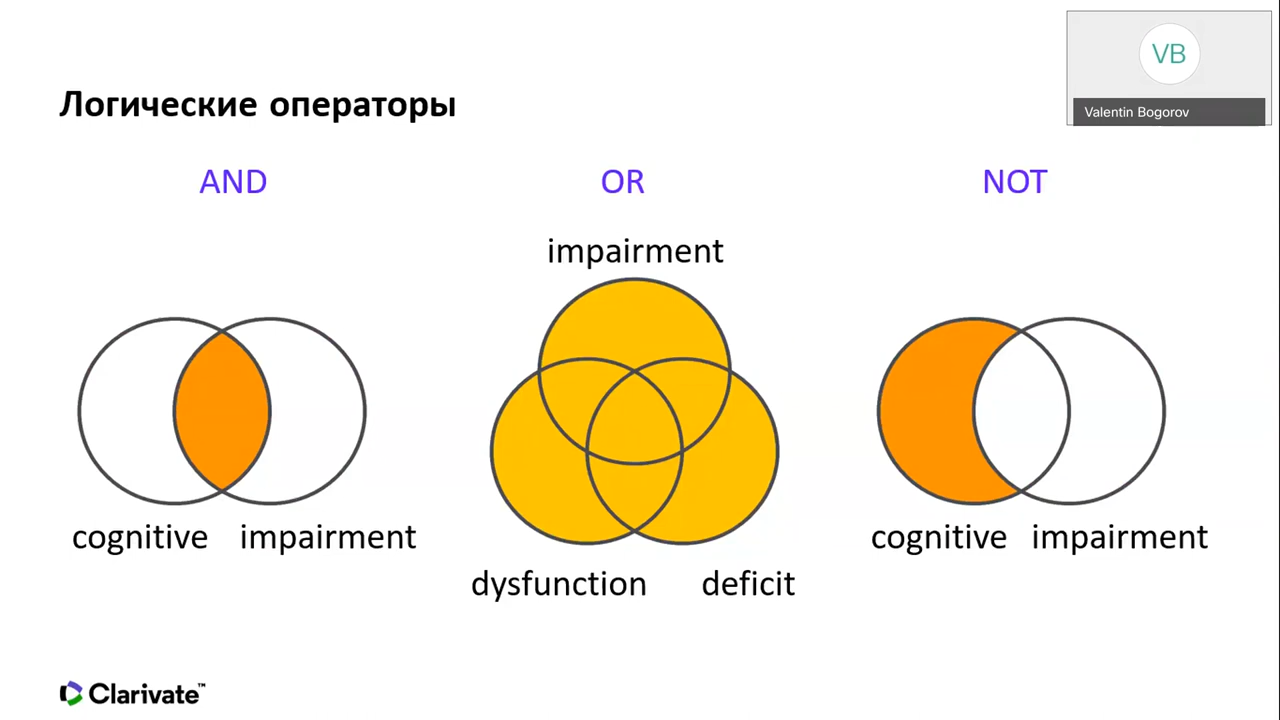 VB
Valentin Bogorov
Логические операторы
AND
OR
NOT
impairment
cognitive impairment
dysfunction deficit
cognitive impairment
Clarivate™